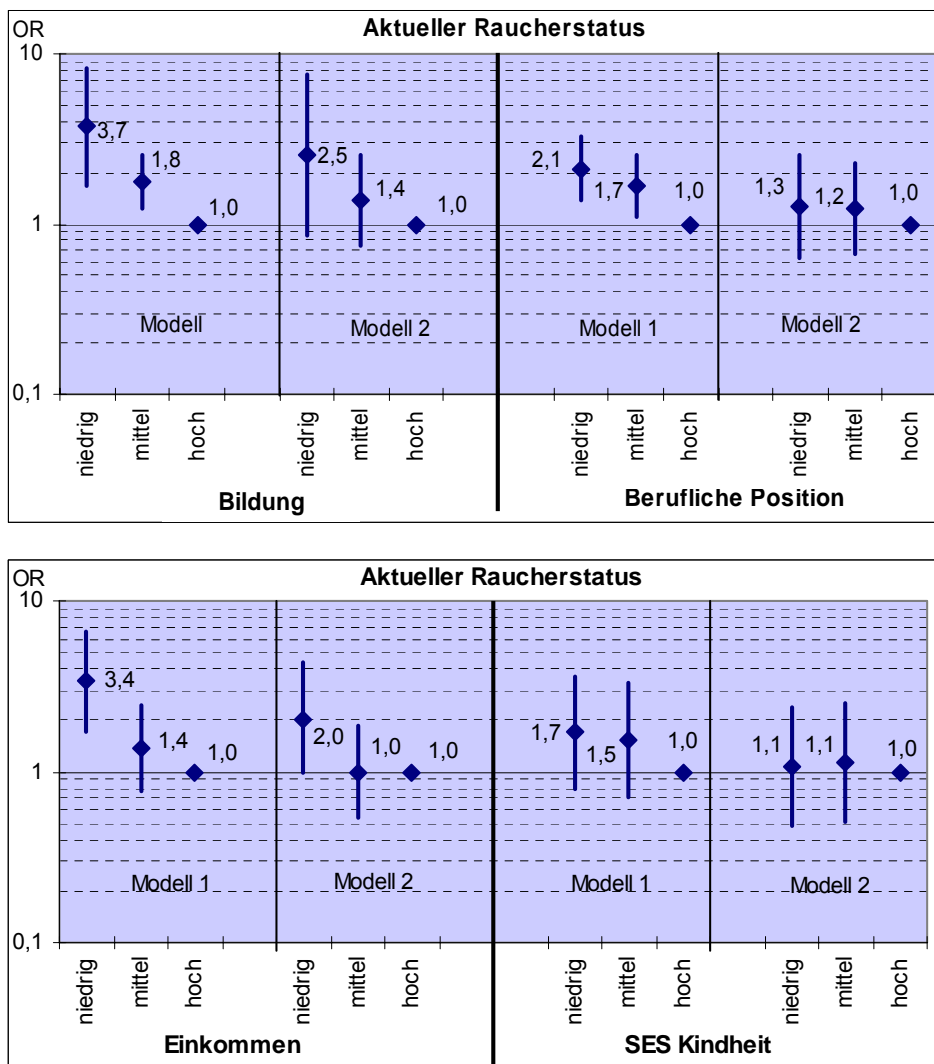 OR
Aktueller Raucherstatus
10
3,7
1,8
1,0
2,5
1,4
1,0
2,1
1,7
1,0
1,3
1,2
1,0
1
Modell
Modell 2
Modell 1
Modell 2
0,1
niedrig
mittel
hoch
niedrig
mittel
hoch
niedrig
mittel
hoch
niedrig
mittel
hoch
Bildung
Berufliche Position
OR
Aktueller Raucherstatus
10
3,4
1,4
1,0
2,0
1,0
1,0
1,7
1,5
1,0
1,1
1,1
1,0
1
Modell 1
Modell 2
Modell 1
Modell 2
0,1
niedrig
mittel
hoch
niedrig
mittel
hoch
niedrig
mittel
hoch
niedrig
mittel
hoch
Einkommen
SES Kindheit